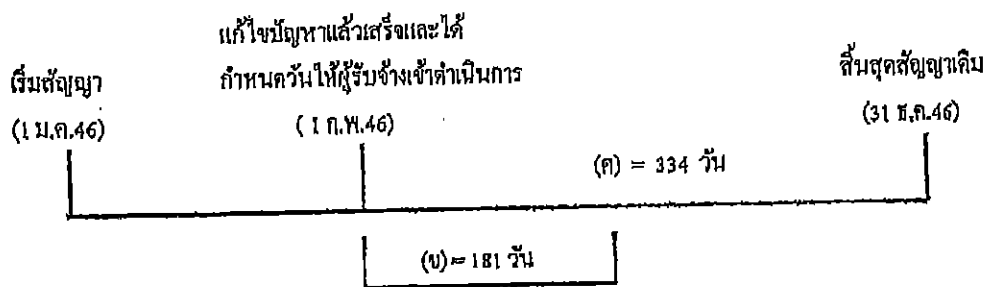 เริ่มสัญญา
(1 ม.ค.46)
แก้ไขปัญหาแล้วเสร็จและได้
กำหนดวันให้ผู้รับจ้างเข้าดำเนินการ
( 1 ก.พ.46)
สิ้นสุดสัญญาเดิม
(31 ธ.ค.46)
(ค) = 334 วัน
(ข) = 181 วัน